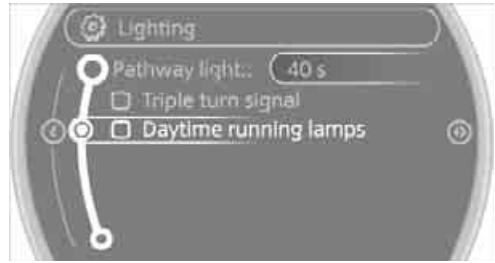 Lighting
Pathway light.: 40 s
Triple turn signal
Daytime running lamps